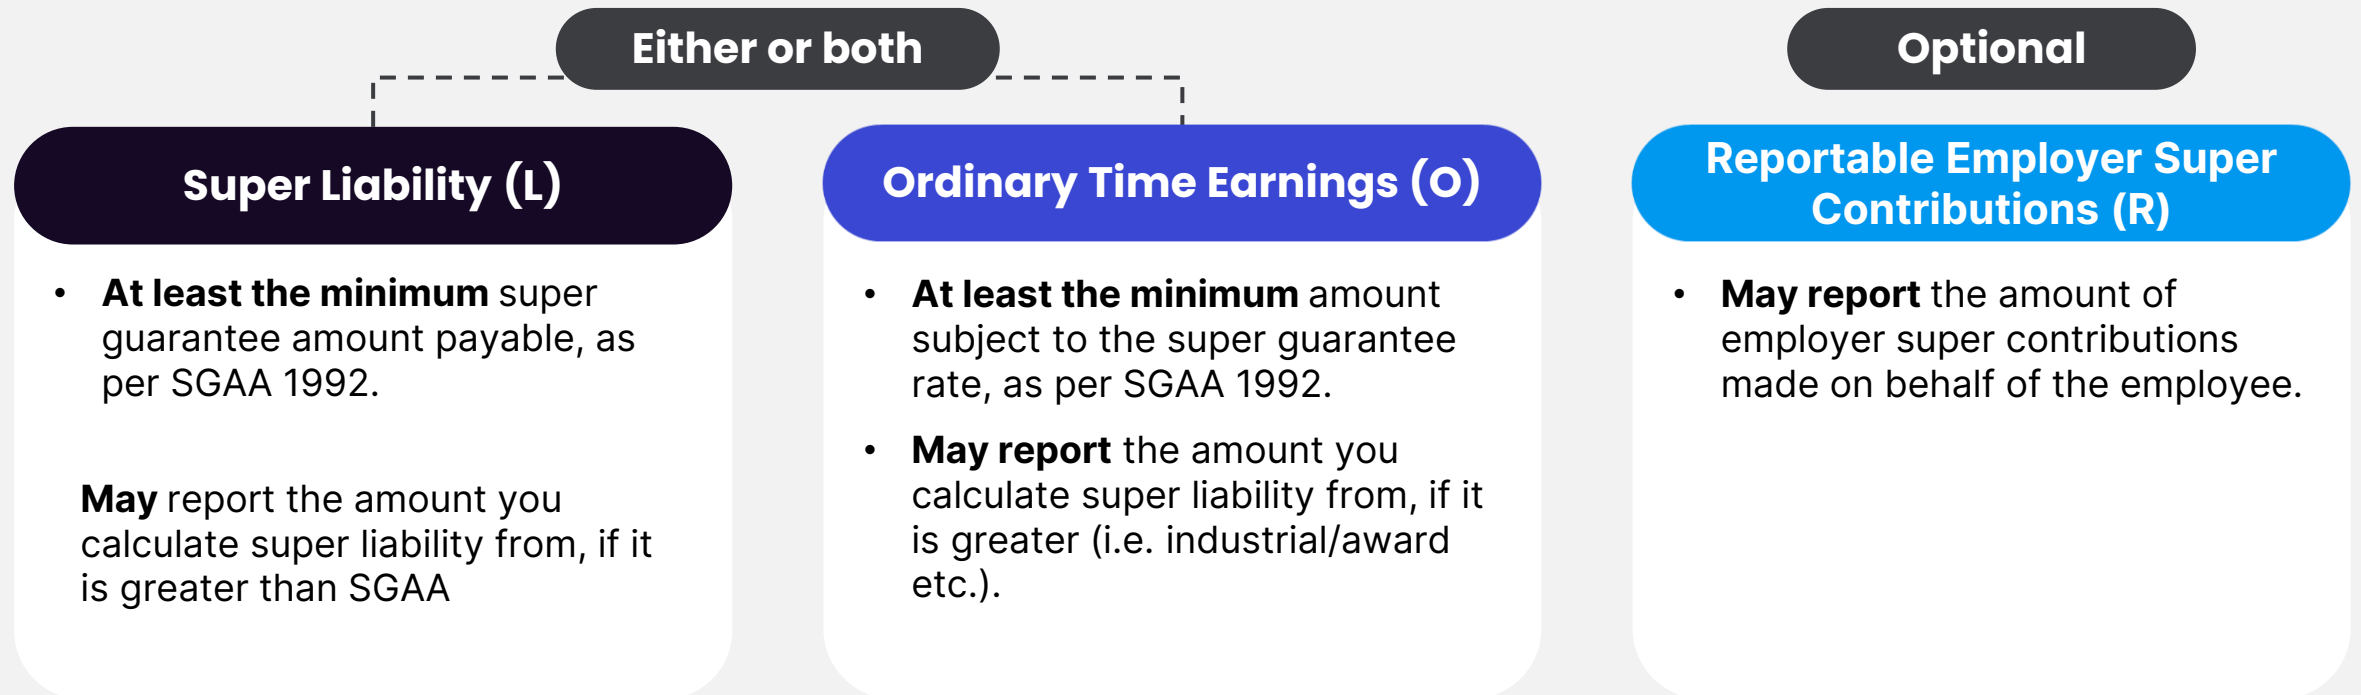 Either or both
Optional
Super Liability (L)
• At least the minimum super
guarantee amount payable, as
per SGAA 1992.
May report the amount you
calculate super liability from, if it
is greater than SGAA
Ordinary Time Earnings (O)
• At least the minimum amount
subject to the super guarantee
rate, as per SGAA 1992.
• May report the amount you
calculate super liability from, if it
is greater (i.e. industrial/award
etc.).
Reportable Employer Super
Contributions (R)
• May report the amount of
employer super contributions
made on behalf of the employee.